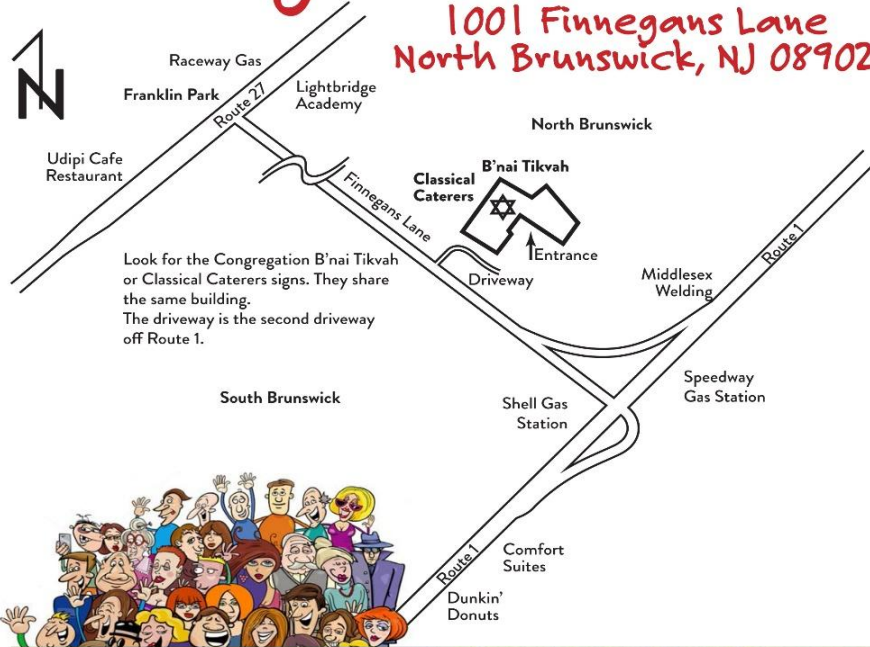 1001 Finnegans Lane
North Brunswick, NJ 08902
N
Raceway Gas
Franklin Park
Route 27
Lightbridge
Academy
Udipi Cafe
Restaurant
North Brunswick
B'nai Tikvah
Classical
Caterers
Finnegans Lane
Entrance
Driveway
Route 1
Middlesex
Welding
Look for the Congregation B'nai Tikvah
or Classical Caterers signs. They share
the same building.
The driveway is the second driveway
off Route 1.
South Brunswick
Speedway
Gas Station
Shell Gas
Station
Route 1
Comfort
Suites
Dunkin'
Donuts